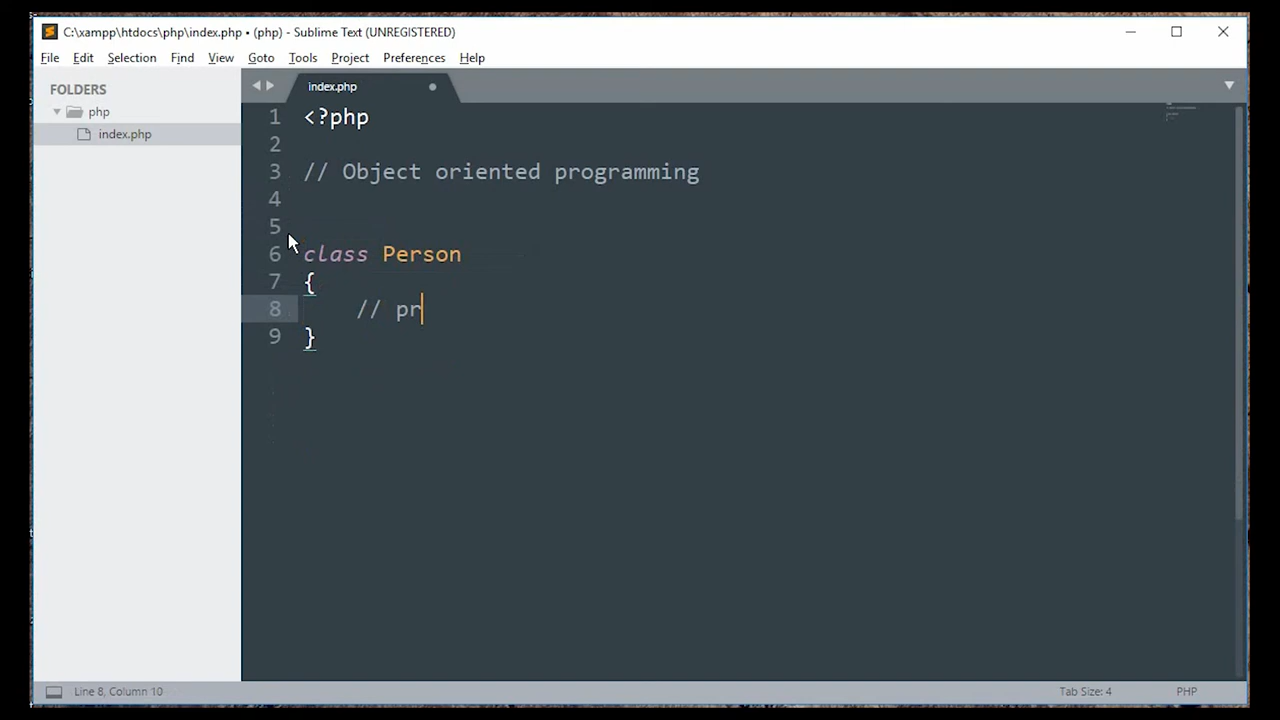 C:\xampp\htdocs\php\index.php • (php) - Sublime Text (UNREGISTERED)
File Edit Selection Find View Goto Tools Project Preferences Help
FOLDERS
php
index.php
index.php
1 <?php
2
3 // Object oriented programming
4
5
6 class Person
7 {
8 // pr
9 }
Line 8, Column 10
Tab Size: 4
PHP